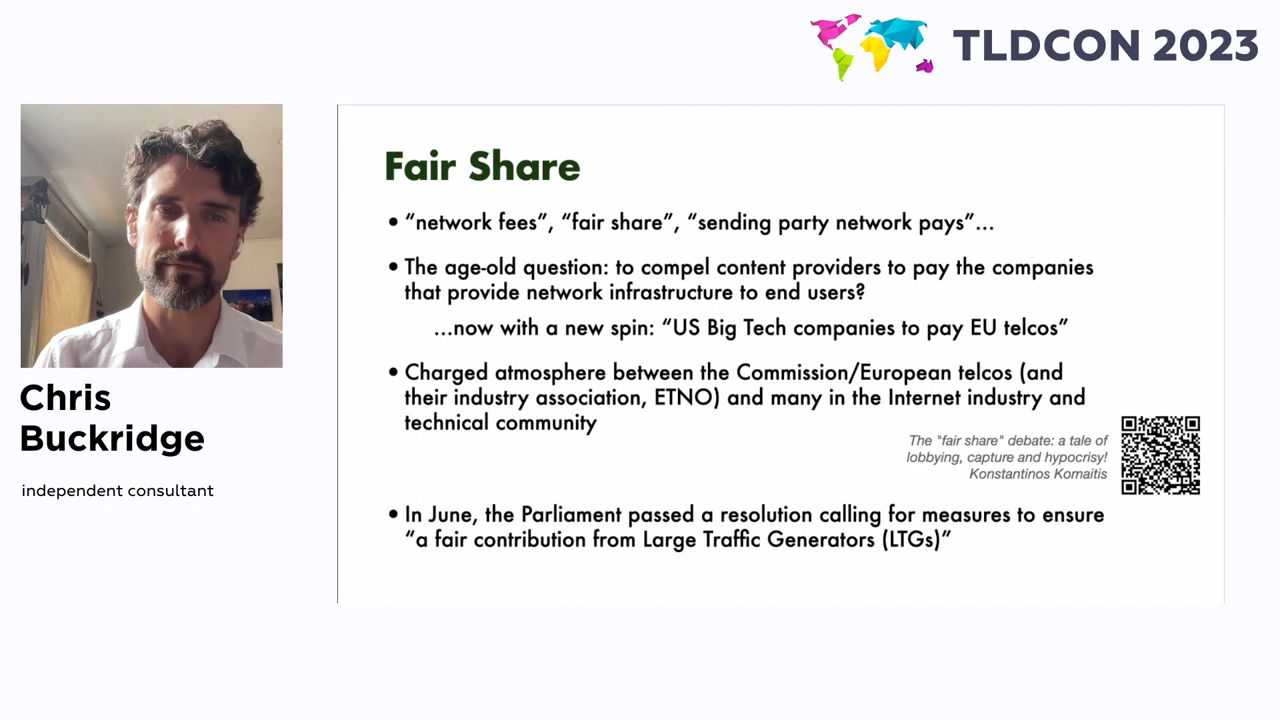 TLDCON 2023
Chris
Buckridge
independent consultant
Fair Share
• “network fees”, “fair share”, “sending party network pays”...
• The age-old question: to compel content providers to pay the companies
that provide network infrastructure to end users?
...now with a new spin: “US Big Tech companies to pay EU telcos”
• Charged atmosphere between the Commission/European telcos (and
their industry association, ETNO) and many in the Internet industry and
technical community
The "fair share" debate: a tale of
lobbying, capture and hypocrisy!
Konstantinos Komaitis
• In June, the Parliament passed a resolution calling for measures to ensure
“a fair contribution from Large Traffic Generators (LTGs)”